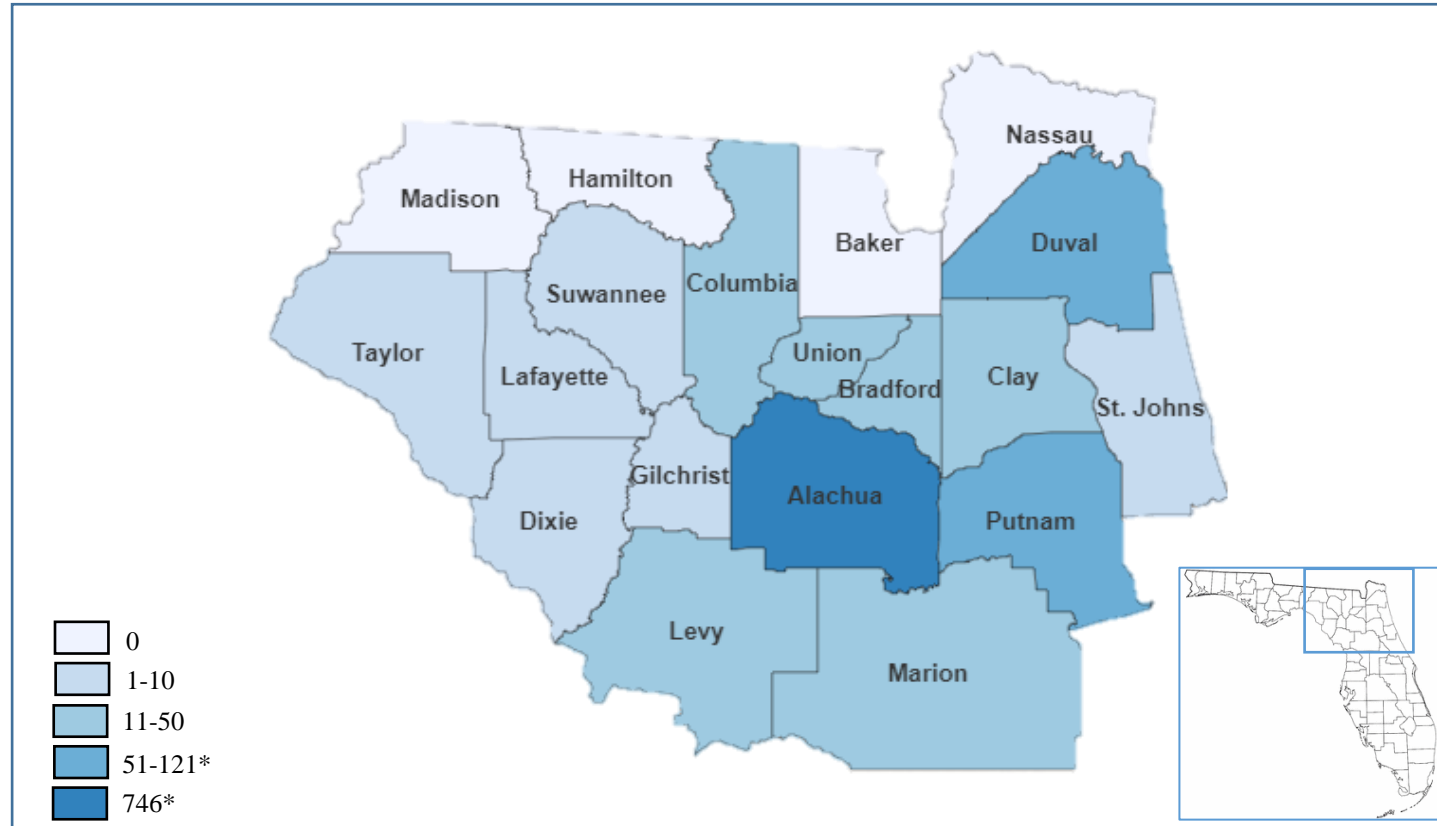 Nassau
Hamilton
Madison
Baker
Duval
Columbia
Suwannee
Taylor
Union
Lafayette
Clay
Bradford
St. Johns
Gilchrist
Alachua
Dixie
Putnam
Levy
Marion
0
1-10
11-50
51-121*
746*